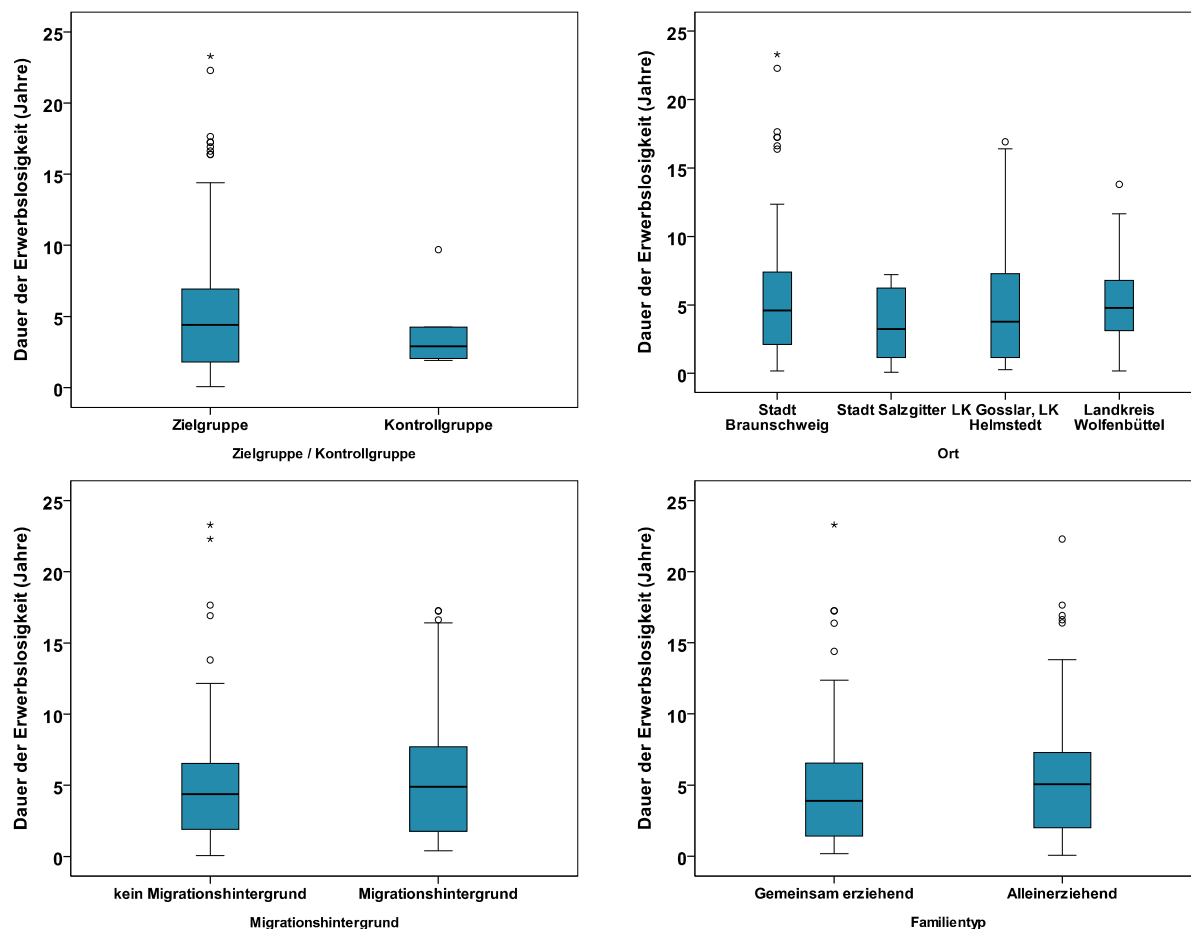 Dauer der Erwerbslosigkeit (Jahre)
25
20
15
10
5
0
Zielgruppe
Kontrollgruppe
Zielgruppe / Kontrollgruppe
Dauer der Erwerbslosigkeit (Jahre)
25
20
15
10
5
0
Stadt
Braunschweig
Stadt Salzgitter
LK Gosslar, LK
Helmstedt
Landkreis
Wolfenbüttel
Ort
Dauer der Erwerbslosigkeit (Jahre)
25
20
15
10
5
0
kein Migrationshintergrund
Migrationshintergrund
Migrationshintergrund
Dauer der Erwerbslosigkeit (Jahre)
25
20
15
10
5
0
Gemeinsam erziehend
Alleinerziehend
Familientyp